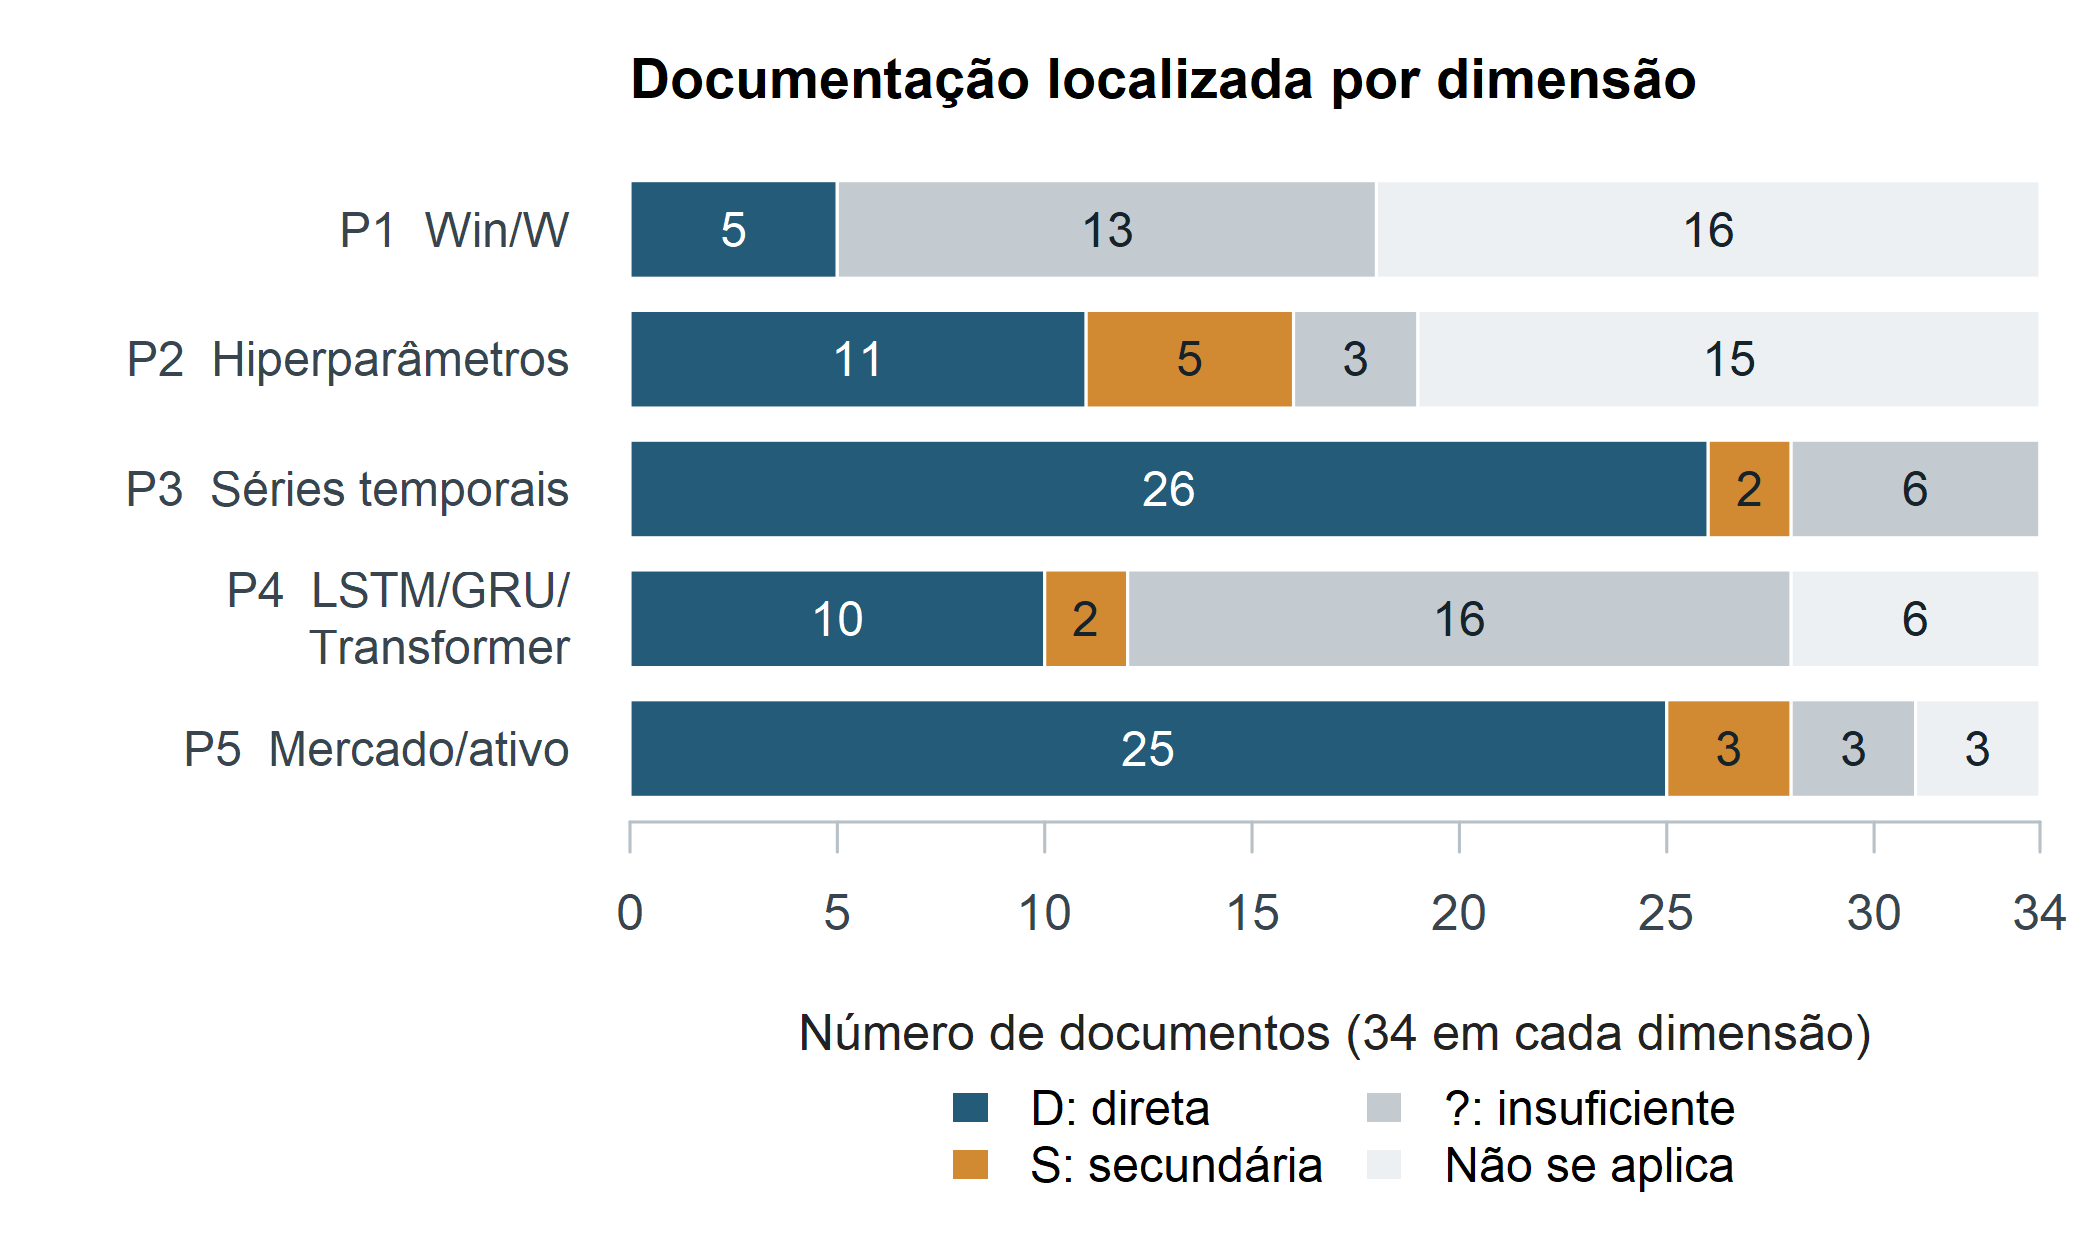 Documentação localizada por dimensão
P1 Win/W
5 13 16
P2 Hiperparâmetros
11 5 3 15
P3 Séries temporais
26 2 6
P4 LSTM/GRU/
Transformer
10 2 16 6
P5 Mercado/ativo
25 3 3 3
0 5 10 15 20 25 30 34
Número de documentos (34 em cada dimensão)
D: direta
?: insuficiente
S: secundária
Não se aplica